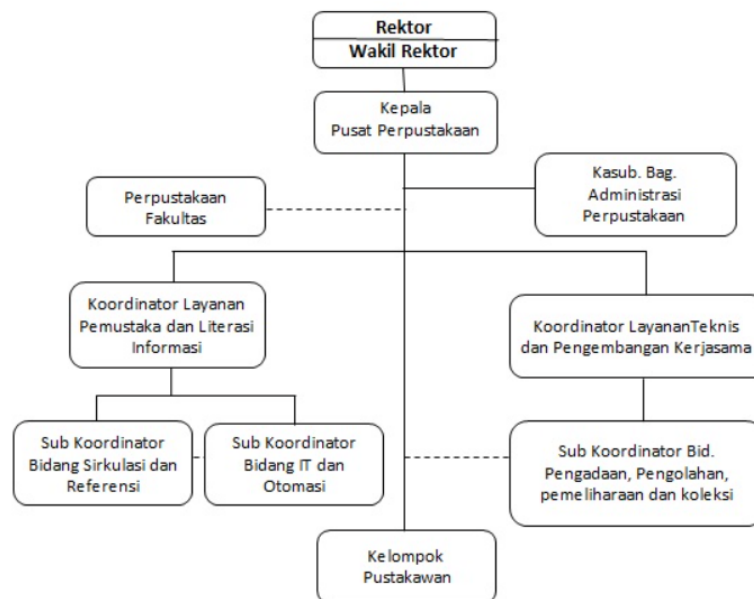 Rektor
Wakil Rektor
Kepala
Pusat Perpustakaan
Kasub. Bag.
Administrasi
Perpustakaan
Perpustakaan
Fakultas
Koordinator Layanan
Pemustaka dan Literasi
Informasi
Koordinator LayananTeknis
dan Pengembangan Kerjasama
Sub Koordinator
Bidang Sirkulasi dan
Referensi
Sub Koordinator
Bidang IT dan
Otomasi
Sub Koordinator Bid.
Pengadaan, Pengolahan,
pemeliharaan dan koleksi
Kelompok
Pustakawan